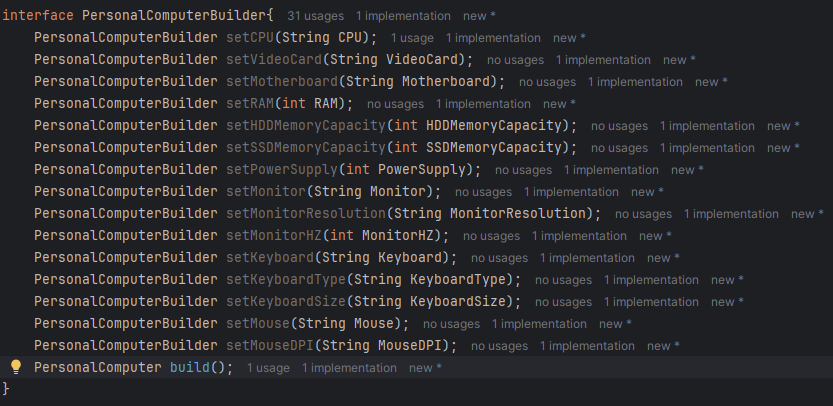 interface PersonalComputerBuilder{ 31 usages 1 implementation new *
PersonalComputerBuilder setCPU(String CPU); 1 usage 1 implementation new *
PersonalComputerBuilder setVideoCard(String VideoCard); no usages 1 implementation new *
PersonalComputerBuilder setMotherboard(String Motherboard); no usages 1 implementation new *
PersonalComputerBuilder setRAM(int RAM); no usages 1 implementation new *
PersonalComputerBuilder setHDDMemoryCapacity(int HDDMemoryCapacity); no usages 1 implementation new *
PersonalComputerBuilder setSSDMemoryCapacity(int SSDMemoryCapacity); no usages 1 implementation new *
PersonalComputerBuilder setPowerSupply(int PowerSupply); no usages 1 implementation new *
PersonalComputerBuilder setMonitor(String Monitor); no usages 1 implementation new *
PersonalComputerBuilder setMonitorResolution(String MonitorResolution); no usages 1 implementation new *
PersonalComputerBuilder setMonitorHZ(int MonitorHZ); no usages 1 implementation new *
PersonalComputerBuilder setKeyboard(String Keyboard); no usages 1 implementation new *
PersonalComputerBuilder setKeyboardType(String KeyboardType); no usages 1 implementation new *
PersonalComputerBuilder setKeyboardSize(String KeyboardSize); no usages 1 implementation new *
PersonalComputerBuilder setMouse(String Mouse); no usages 1 implementation new *
PersonalComputerBuilder setMouseDPI(String MouseDPI); no usages 1 implementation new *
PersonalComputer build(); 1 usage 1 implementation new *
}